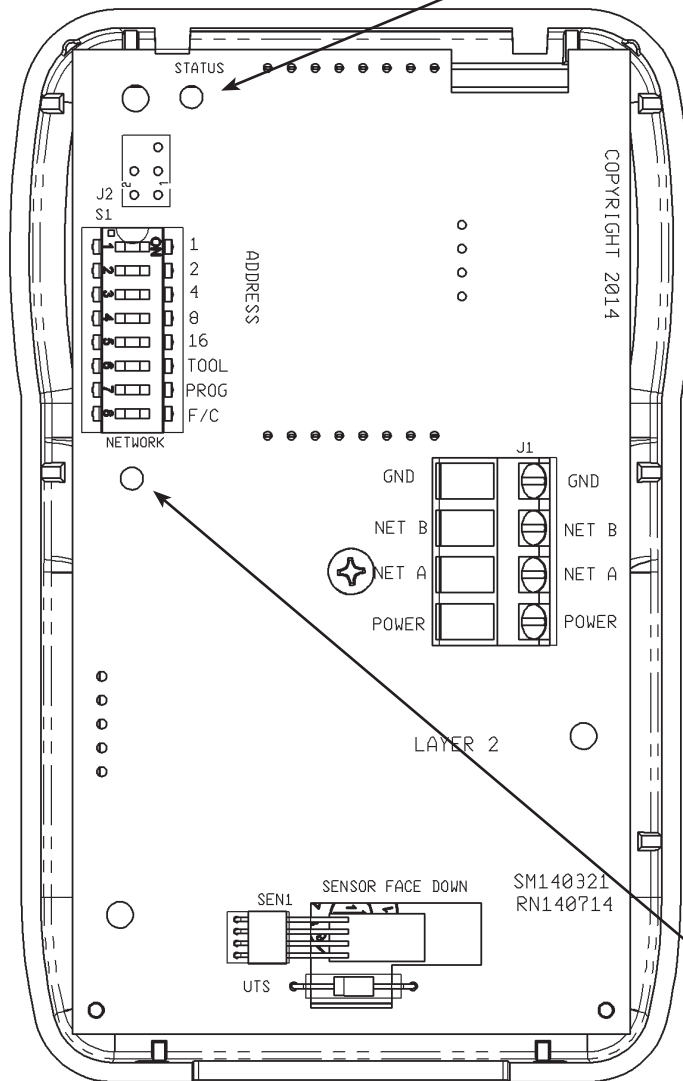 STATUS
J2
2
1
S1
ON
1 1
2 2
3 4
4 8
5 16
6 TOOL
7 PROG
8 F/C
ADDRESS
COPYRIGHT 2014
NETWORK
J1
GND GND
NET B NET B
NET A NET A
POWER POWER
LAYER 2
SM140321
RN140714
SENSOR FACE DOWN
SEN1
UTS